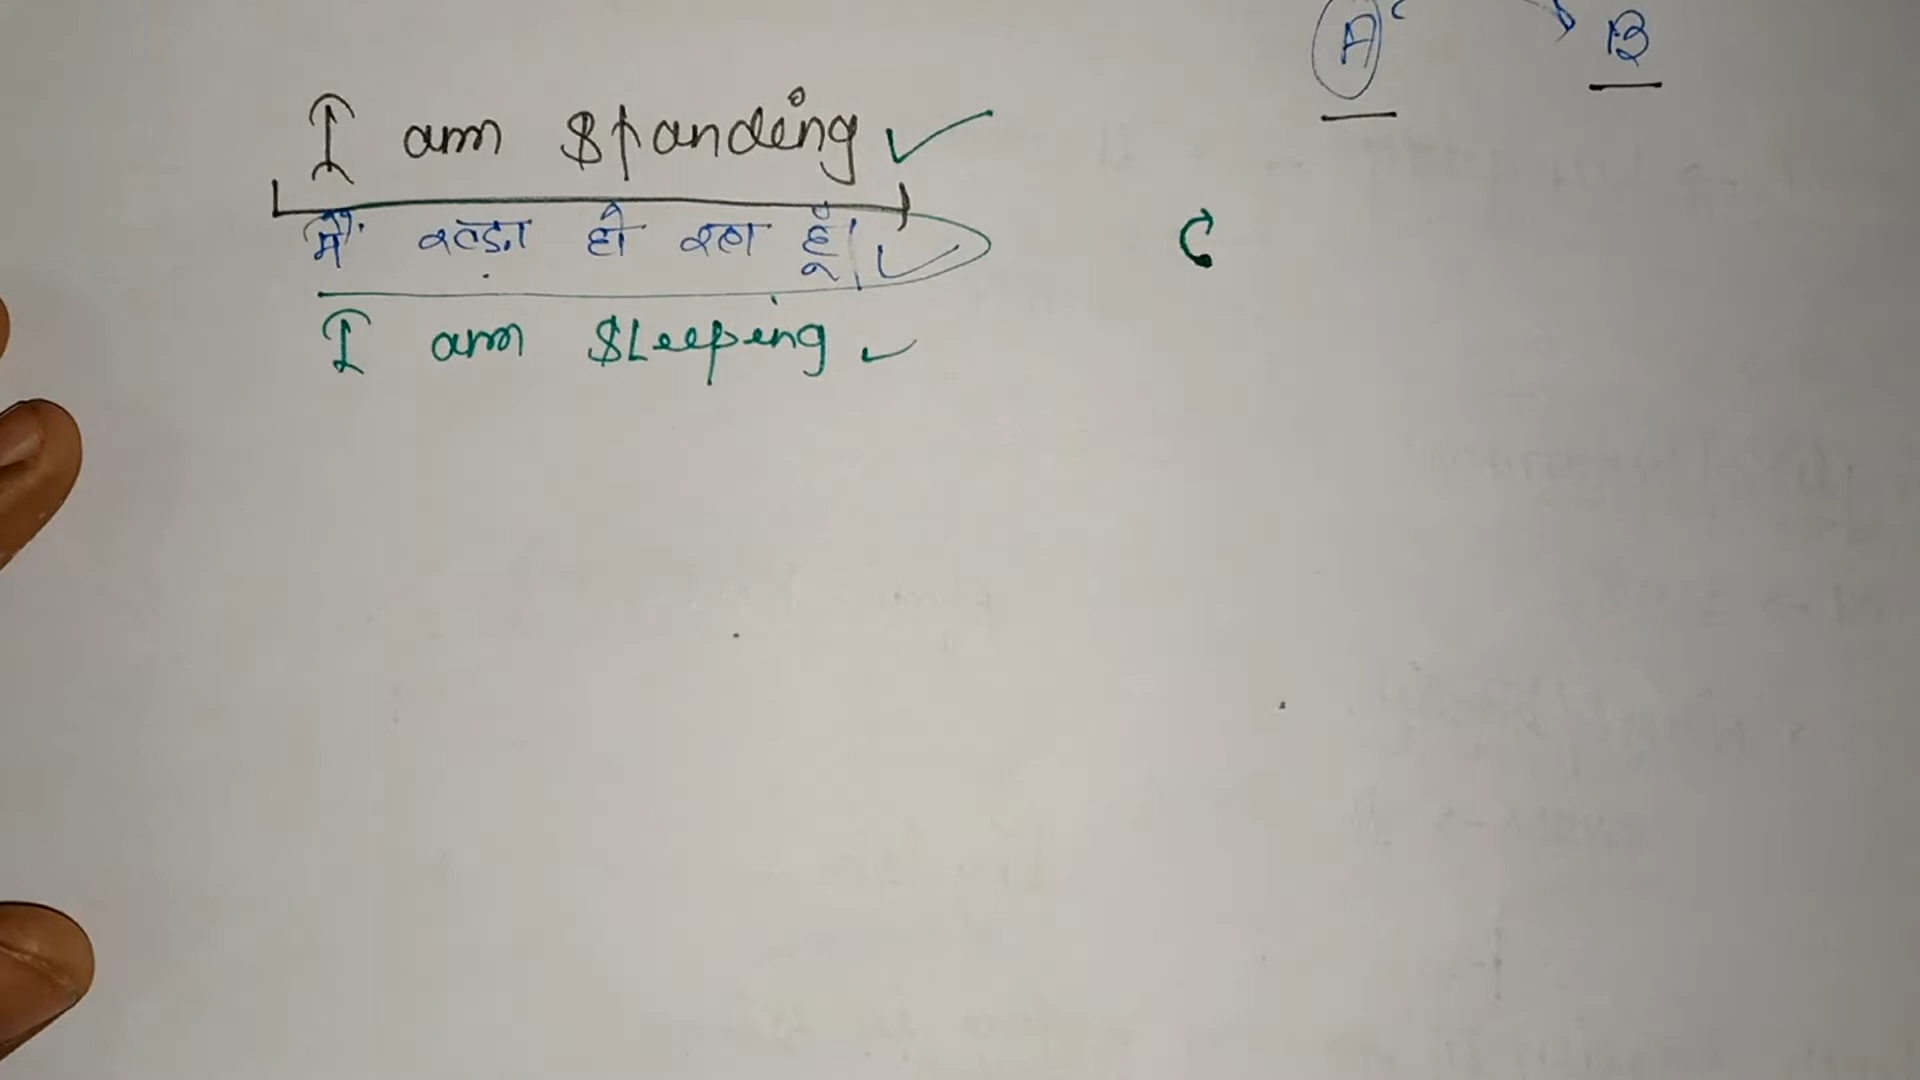 A B
I am Standing
मैं खड़ा हो रहा हूँ।
C
I am Sleeping